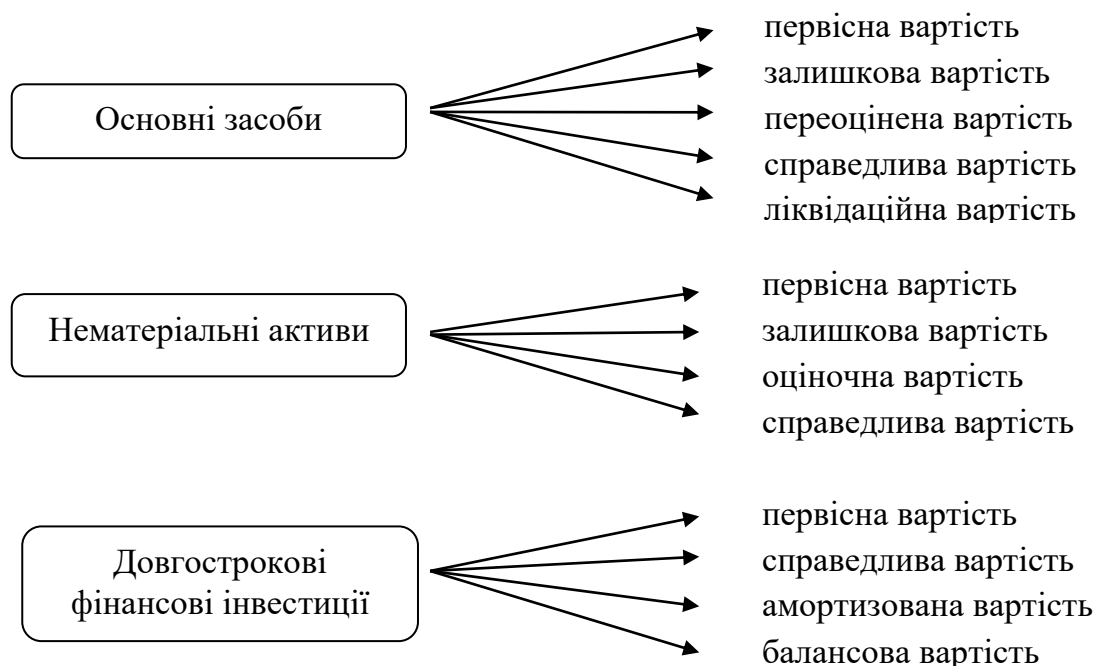 первісна вартість
залишкова вартість
Основні засоби
переоцінена вартість
справедлива вартість
ліквідаційна вартість
первісна вартість
Нематеріальні активи
залишкова вартість
оціночна вартість
справедлива вартість
первісна вартість
Довгострокові
фінансові інвестиції
справедлива вартість
амортизована вартість
балансова вартість